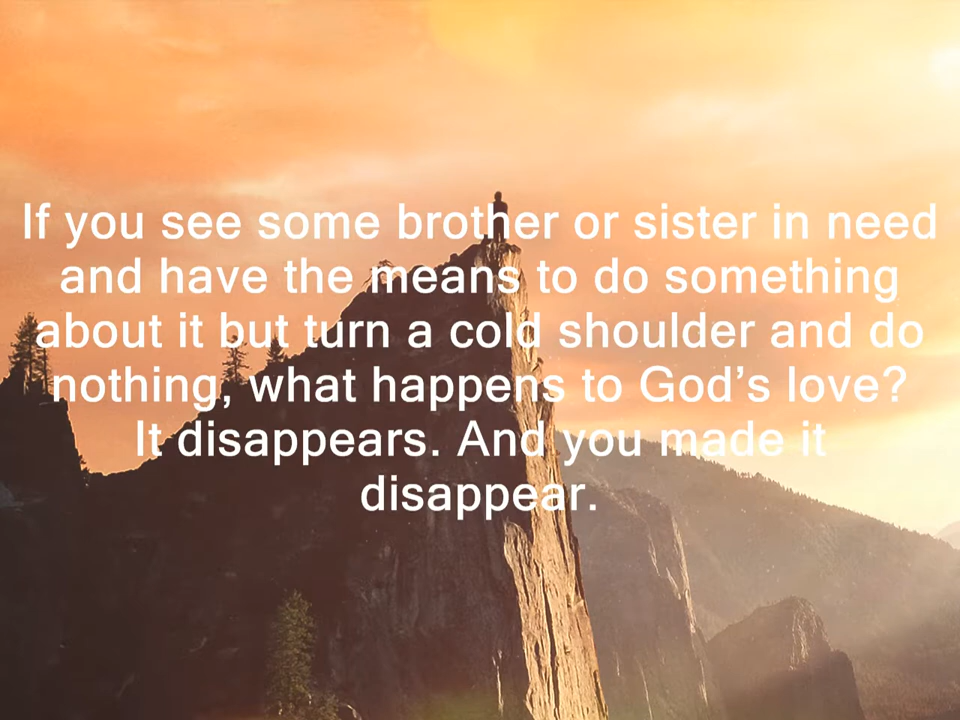 If you see some brother or sister in need
and have the means to do something
about it but turn a cold shoulder and do
nothing, what happens to God’s love?
It disappears. And you made it
disappear.